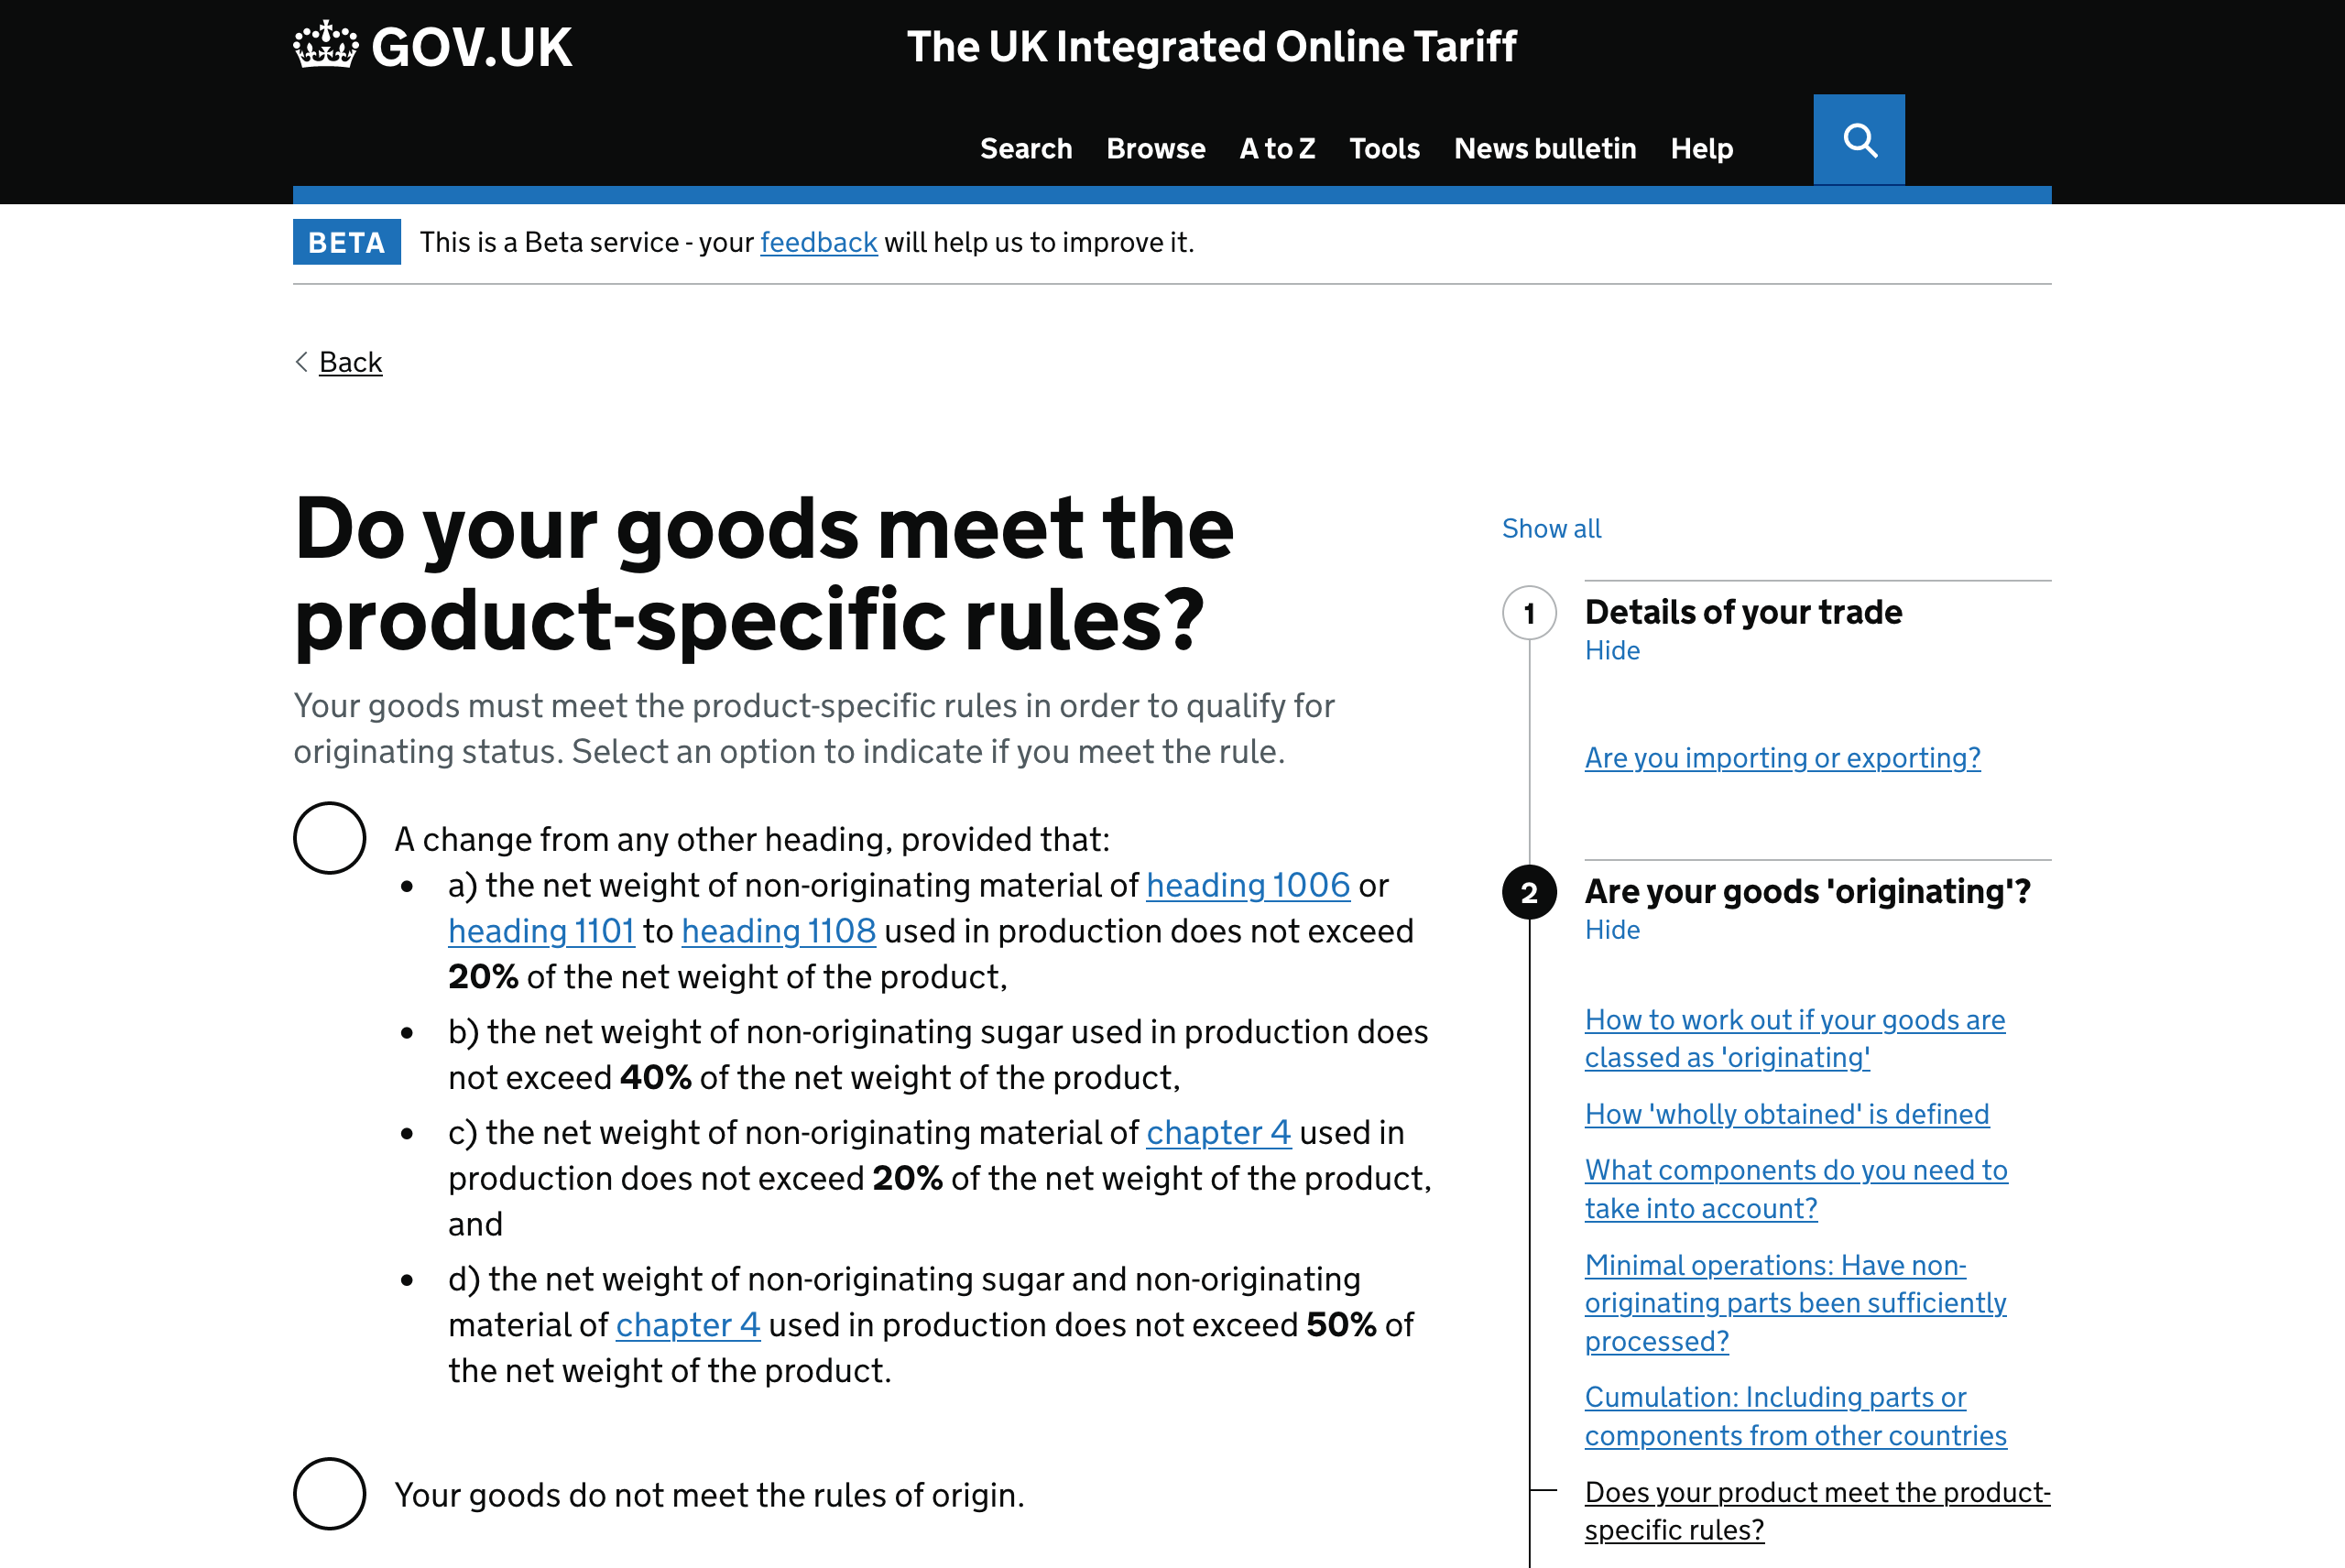 GOV.UK
The UK Integrated Online Tariff
Search Browse A to Z Tools News bulletin Help
BETA This is a Beta service - your feedback will help us to improve it.
Back
Do your goods meet the
product-specific rules?
Your goods must meet the product-specific rules in order to qualify for
originating status. Select an option to indicate if you meet the rule.
A change from any other heading, provided that:
• a) the net weight of non-originating material of heading 1006 or
heading 1101 to heading 1108 used in production does not exceed
20% of the net weight of the product,
• b) the net weight of non-originating sugar used in production does
not exceed 40% of the net weight of the product,
• c) the net weight of non-originating material of chapter 4 used in
production does not exceed 20% of the net weight of the product,
and
• d) the net weight of non-originating sugar and non-originating
material of chapter 4 used in production does not exceed 50% of
the net weight of the product.
Your goods do not meet the rules of origin.
Show all
1 Details of your trade
Hide
Are you importing or exporting?
2 Are your goods 'originating'?
Hide
How to work out if your goods are
classed as 'originating'
How 'wholly obtained' is defined
What components do you need to
take into account?
Minimal operations: Have non-
originating parts been sufficiently
processed?
Cumulation: Including parts or
components from other countries
Does your product meet the product-
specific rules?